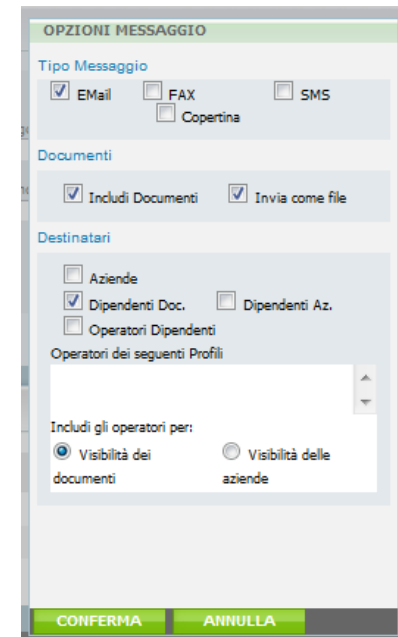 OPZIONI MESSAGGIO
Tipo Messaggio
EMail FAX SMS
Copertina
Documenti
Includi Documenti Invia come file
Destinatari
Aziende
Dipendenti Doc. Dipendenti Az.
Operatori Dipendenti
Operatori dei seguenti Profili
Includi gli operatori per:
Visibilità dei Visibilità delle
documenti aziende
CONFERMA ANNULLA